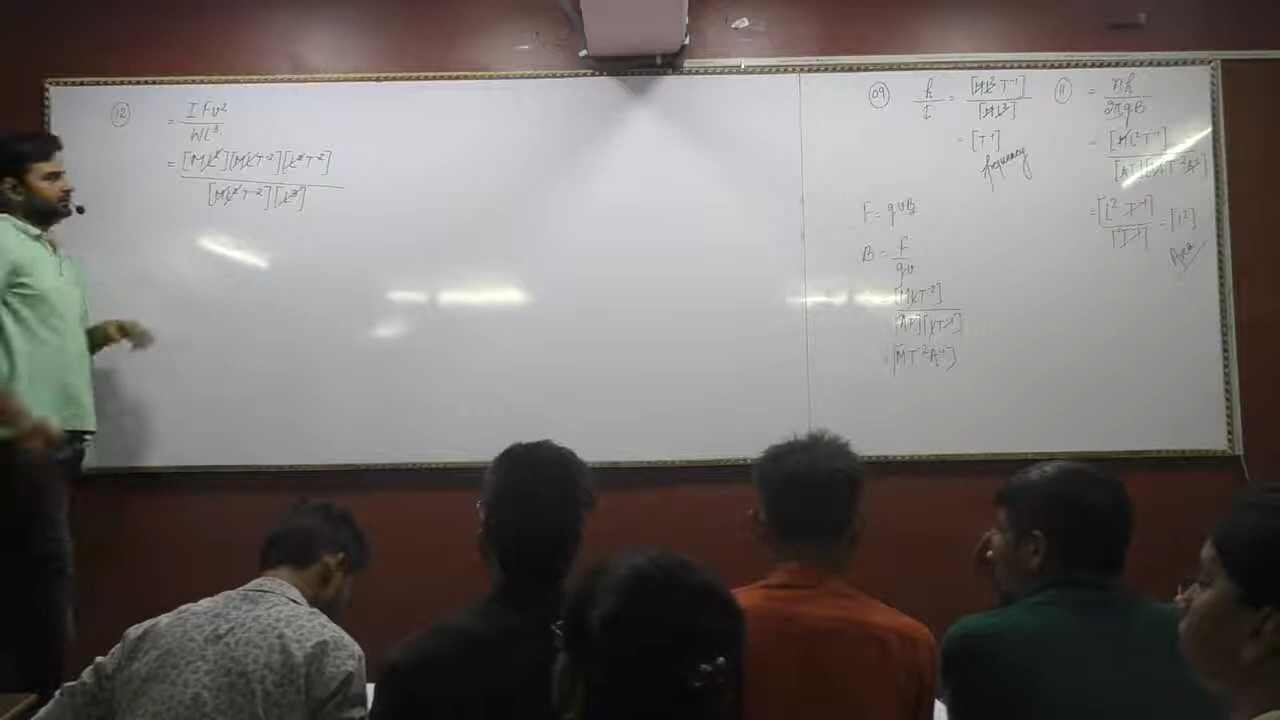 12
= I F v² / W L³
= [M L²][M L T⁻²][L² T⁻²] / [M L² T⁻²][L³]
09
h / I = [M L² T⁻¹] / [M L²]
= [T⁻¹]
frequency
F = q v B
B = F / q v
= [M L T⁻²] / [A T][L T⁻¹]
= [M T⁻² A⁻¹]
11
= n h / 2π q B
= [M L² T⁻¹] / [A T][M T⁻² A⁻¹]
= [L² T⁻¹] / [T⁻¹] = [L²]
Area